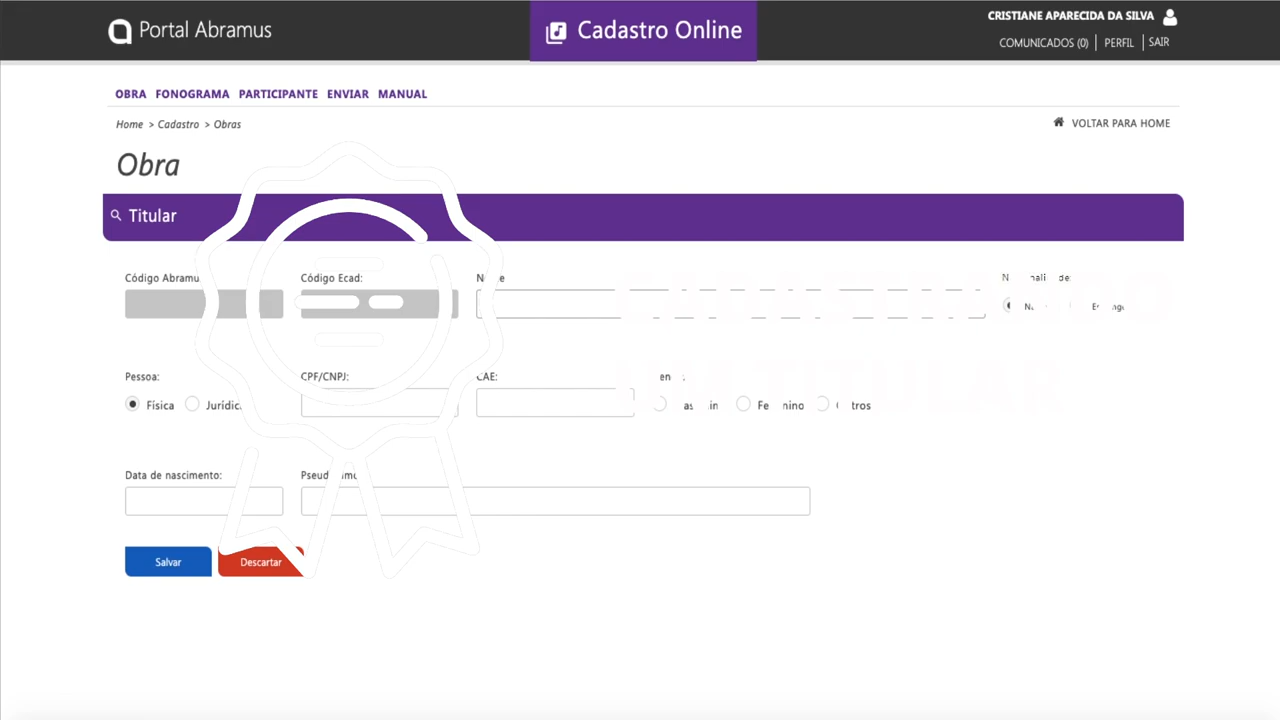 Portal Abramus
Cadastro Online
CRISTIANE APARECIDA DA SILVA
COMUNICADOS (0) PERFIL SAIR
OBRA FONOGRAMA PARTICIPANTE ENVIAR MANUAL
Home > Cadastro > Obras
VOLTAR PARA HOME
Obra
Titular
Código Abramu
Código Ecad:
Pessoa:
CPF/CNPJ:
CAE:
Física
Data de nascimento:
Salvar
Descartar